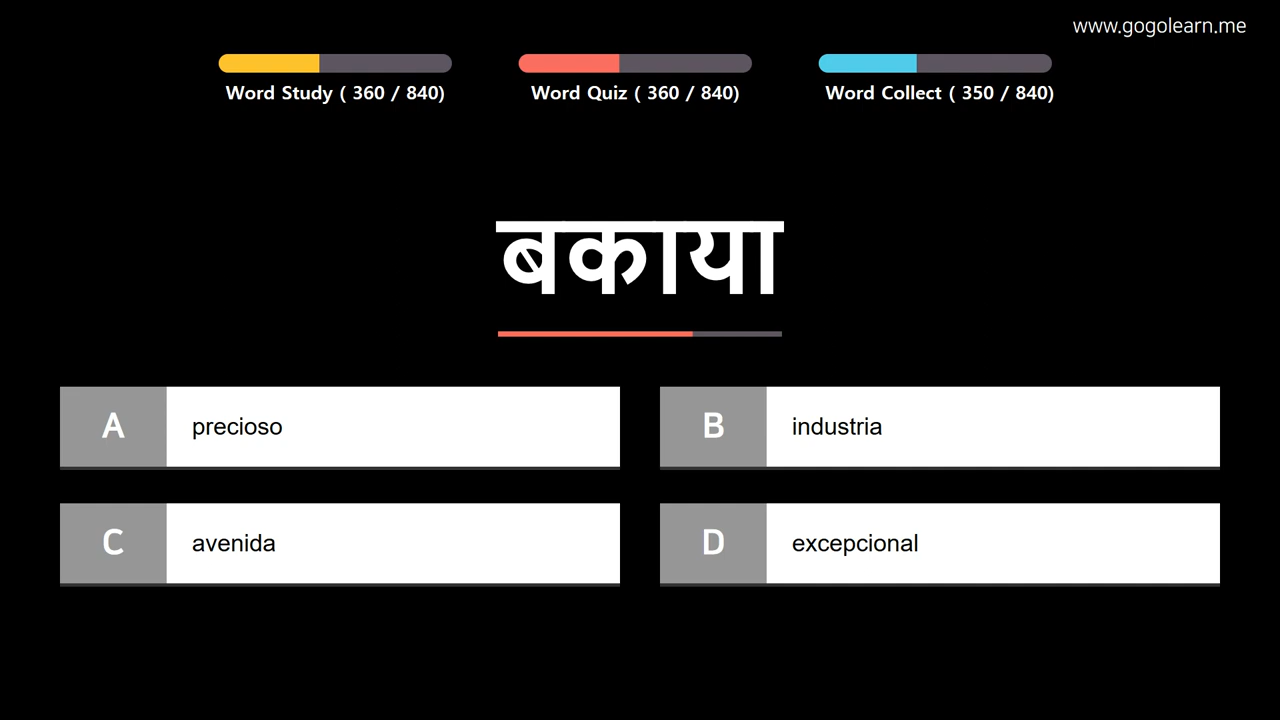 www.gogolearn.me
Word Study ( 360 / 840)
Word Quiz ( 360 / 840)
Word Collect ( 350 / 840)
बकाया
A precioso
B industria
C avenida
D excepcional